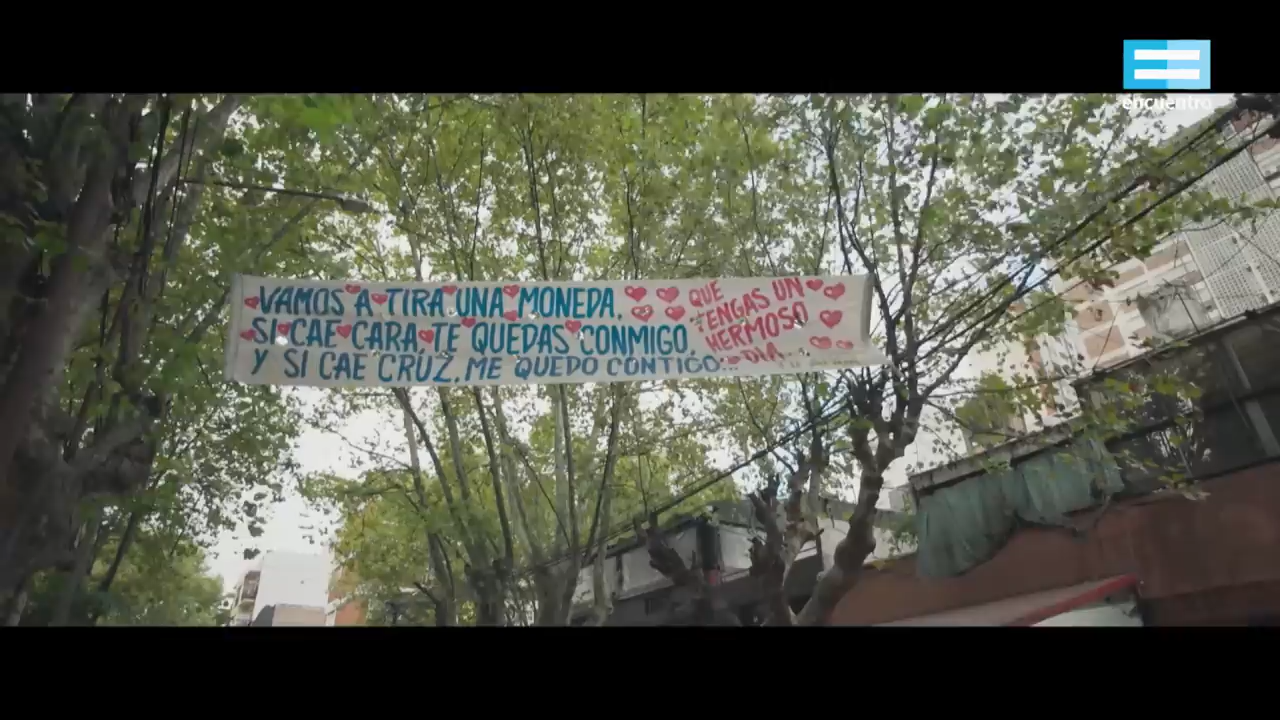 VAMOS A TIRA UNA MONEDA.
SI CAE CARA TE QUEDAS CONMIGO
Y SI CAE CRUZ. ME QUEDO CONTIGO...
QUE
TENGAS UN
HERMOSO
DIA...
encuentro